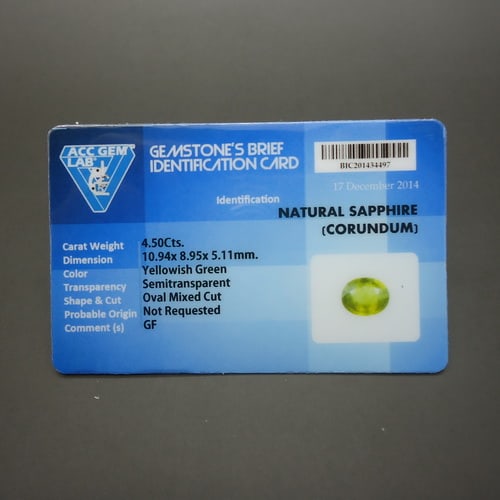 ACC GEM
LAB
GEMSTONE'S BRIEF
IDENTIFICATION CARD
BIC201434497
17 December 2014
Identification
NATURAL SAPPHIRE
(CORUNDUM)
Carat Weight 4.50Cts.
Dimension 10.94x 8.95x 5.11mm.
Color Yellowish Green
Transparency Semitransparent
Shape & Cut Oval Mixed Cut
Probable Origin Not Requested
Comment (s) GF